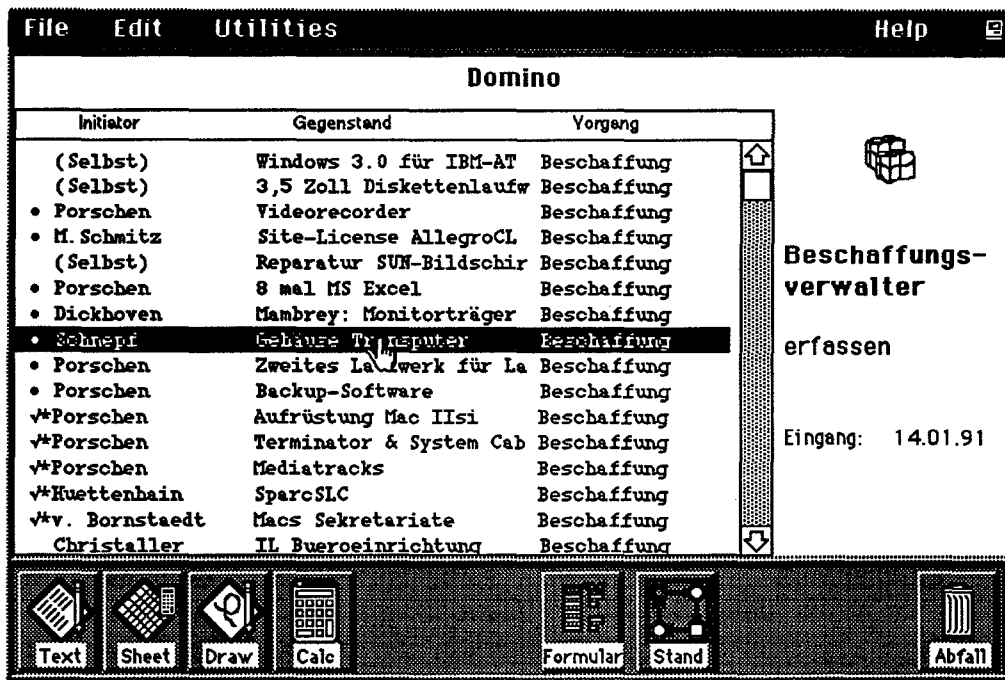 File Edit Utilities Help
Domino
Initiator Gegenstand Vorgang
(Selbst) Windows 3.0 für IBM-AT Beschaffung
(Selbst) 3,5 Zoll Diskettenlaufw Beschaffung
• Porschen Videorecorder Beschaffung
• M.Schmitz Site-License AllegroCL Beschaffung
(Selbst) Reparatur SUN-Bildschir Beschaffung
• Porschen 8 mal MS Excel Beschaffung
• Dickhoven Mambrey: Monitorträger Beschaffung
• Schnepf Gehäuse Transputer Beschaffung
• Porschen Zweites Laufwerk für La Beschaffung
• Porschen Backup-Software Beschaffung
√*Porschen Aufrüstung Mac IIsi Beschaffung
√*Porschen Terminator & System Cab Beschaffung
√*Porschen Mediatracks Beschaffung
√*Huettenhain SparcSLC Beschaffung
√*v. Bornstaedt Macs Sekretariate Beschaffung
Christaller IL Bueroeinrichtung Beschaffung
Beschaffungs-
verwalter
erfassen
Eingang: 14.01.91
Text Sheet Draw Calc Formular Stand Abfall